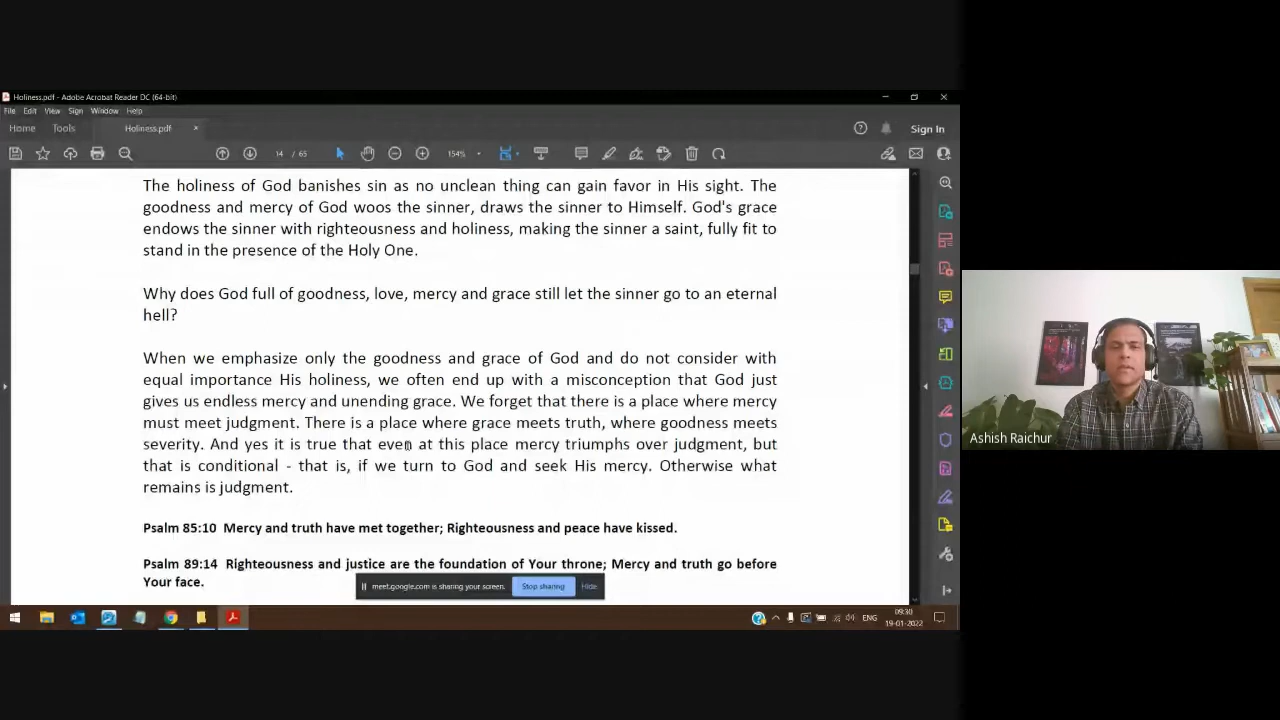 Holiness.pdf - Adobe Acrobat Reader DC (64-bit)
File Edit View Sign Window Help
Home Tools Holiness.pdf × Sign In
14 / 65 154%
The holiness of God banishes sin as no unclean thing can gain favor in His sight. The
goodness and mercy of God woos the sinner, draws the sinner to Himself. God's grace
endows the sinner with righteousness and holiness, making the sinner a saint, fully fit to
stand in the presence of the Holy One.
Why does God full of goodness, love, mercy and grace still let the sinner go to an eternal
hell?
When we emphasize only the goodness and grace of God and do not consider with
equal importance His holiness, we often end up with a misconception that God just
gives us endless mercy and unending grace. We forget that there is a place where mercy
must meet judgment. There is a place where grace meets truth, where goodness meets
severity. And yes it is true that even at this place mercy triumphs over judgment, but
that is conditional - that is, if we turn to God and seek His mercy. Otherwise what
remains is judgment.
Psalm 85:10 Mercy and truth have met together; Righteousness and peace have kissed.
Psalm 89:14 Righteousness and justice are the foundation of Your throne; Mercy and truth go before
Your face.
meet.google.com is sharing your screen. Stop sharing Hide
ENG
09:30
19-01-2022
Ashish Raichur